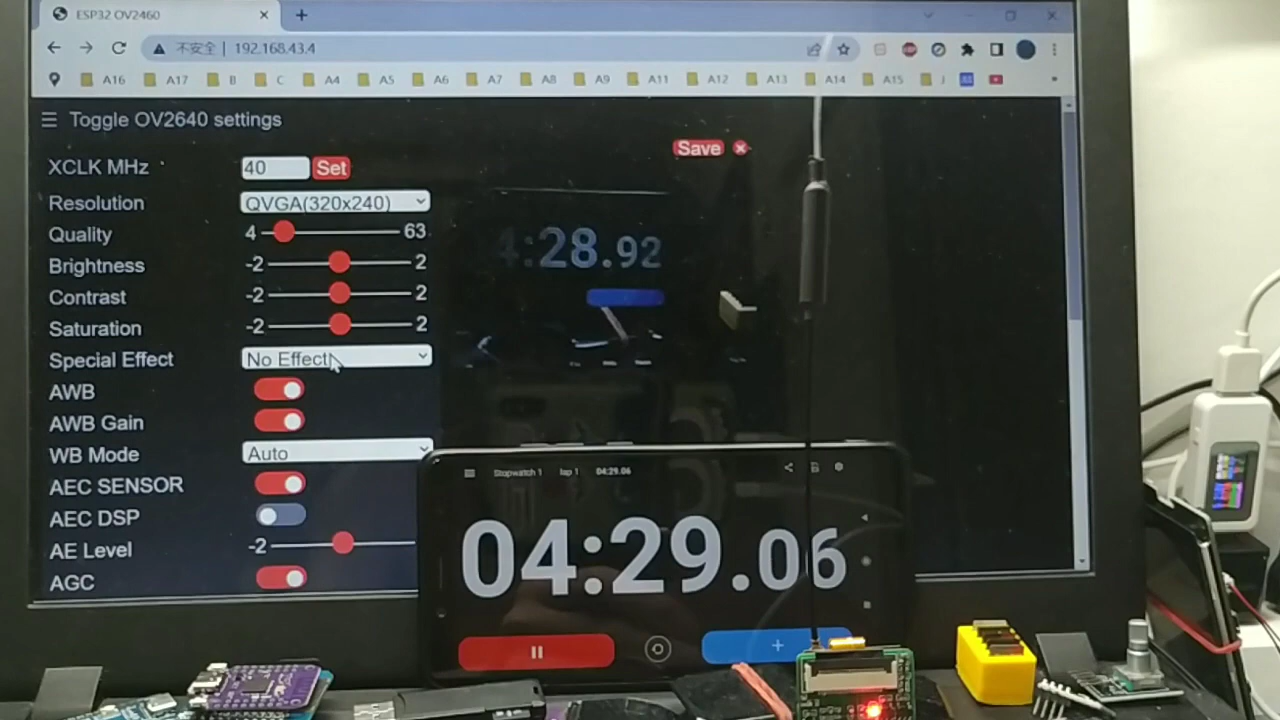 ESP32 OV2460
不安全 | 192.168.43.4
A16 A17 B C A4 A5 A6 A7 A8 A9 A11 A12 A13 A14 A15 J
☰ Toggle OV2640 settings
Save
XCLK MHz 40 Set
Resolution QVGA(320x240)
Quality 4 63
Brightness -2 2
Contrast -2 2
Saturation -2 2
Special Effect No Effect
AWB
AWB Gain
WB Mode Auto
AEC SENSOR
AEC DSP
AE Level -2
AGC
4:28.92
Stopwatch 1 lap 1 04:29.06
04:29.06